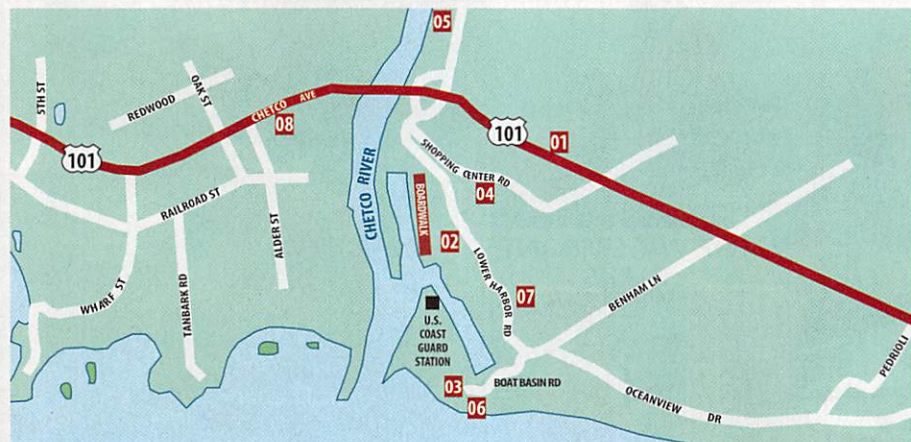 05
5TH ST
REDWOOD
OAK ST
CHETCO AVE
08
101
101
01
SHOPPING CENTER RD
04
CHETCO RIVER
BOARDWALK
02
RAILROAD ST
ALDER ST
WHARF ST
TANBARK RD
LOWER HARBOR RD
07
BENHAM LN
U.S.
COAST
GUARD
STATION
03
BOAT BASIN RD
06
OCEANVIEW DR
PEDRIOLI